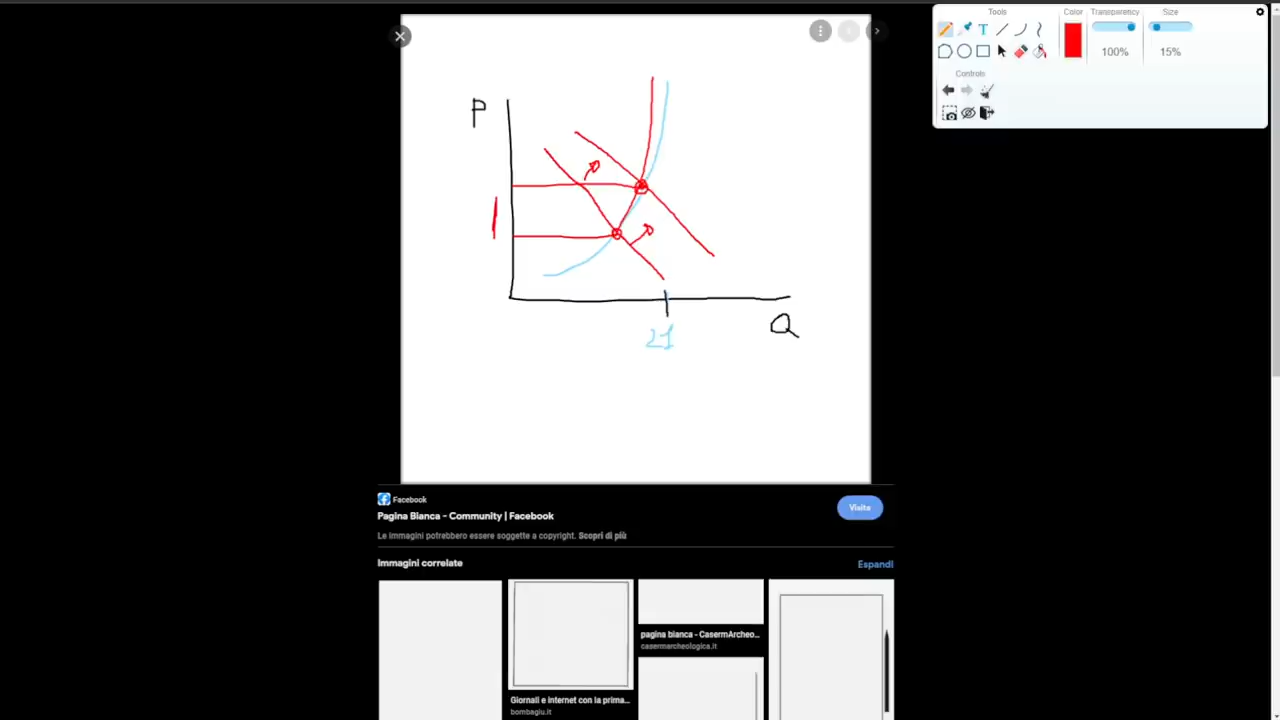 Tools
Color
Transparency
Size
T
100%
15%
Controls
P
21
Q
Facebook
Pagina Bianca - Community | Facebook
Visita
Le immagini potrebbero essere soggette a copyright. Scopri di più
Immagini correlate
Espandi
pagina bianca - CasermArcheo...
casermarcheologica.it
Giornali e internet con la prima...
bombagiu.it